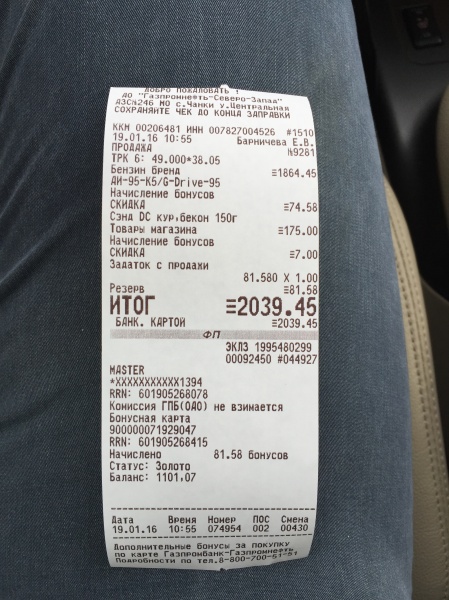 ДОБРО ПОЖАЛОВАТЬ !
АО "Газпромнефть-Северо-Запад"
АЗС№246 МО с.Чанки у.Центральная
СОХРАНЯЙТЕ ЧЕК ДО КОНЦА ЗАПРАВКИ
ККМ 00206481 ИНН 007827004526 #1510
19.01.16 10:55 Барничева Е.В.
ПРОДАЖА №9281
ТРК 6: 49.000*38.05
Бензин бренд ≡1864.45
АИ-95-К5/G-Drive-95
Начисление бонусов
СКИДКА ≡74.58
Сэнд DC кур,бекон 150г
Товары магазина ≡175.00
Начисление бонусов
СКИДКА ≡7.00
Задаток с продажи
81.580 X 1.00
Резерв ≡81.58
ИТОГ ≡2039.45
БАНК. КАРТОЙ ≡2039.45
ФП
ЭКЛЗ 1995480299
00092450 #044927
MASTER
*XXXXXXXXXXX1394
RRN: 601905268078
Комиссия ГПБ(ОАО) не взимается
Бонусная карта
900000071929047
RRN: 601905268415
Начислено 81.58 бонусов
Статус: Золото
Баланс: 1101,07
Дата Время Номер ПОС Смена
19.01.16 10:55 074954 002 00430
Дополнительные бонусы за покупку
по карте Газпромбанк-Газпромнефть
Подробности по тел.8-800-700-51-51